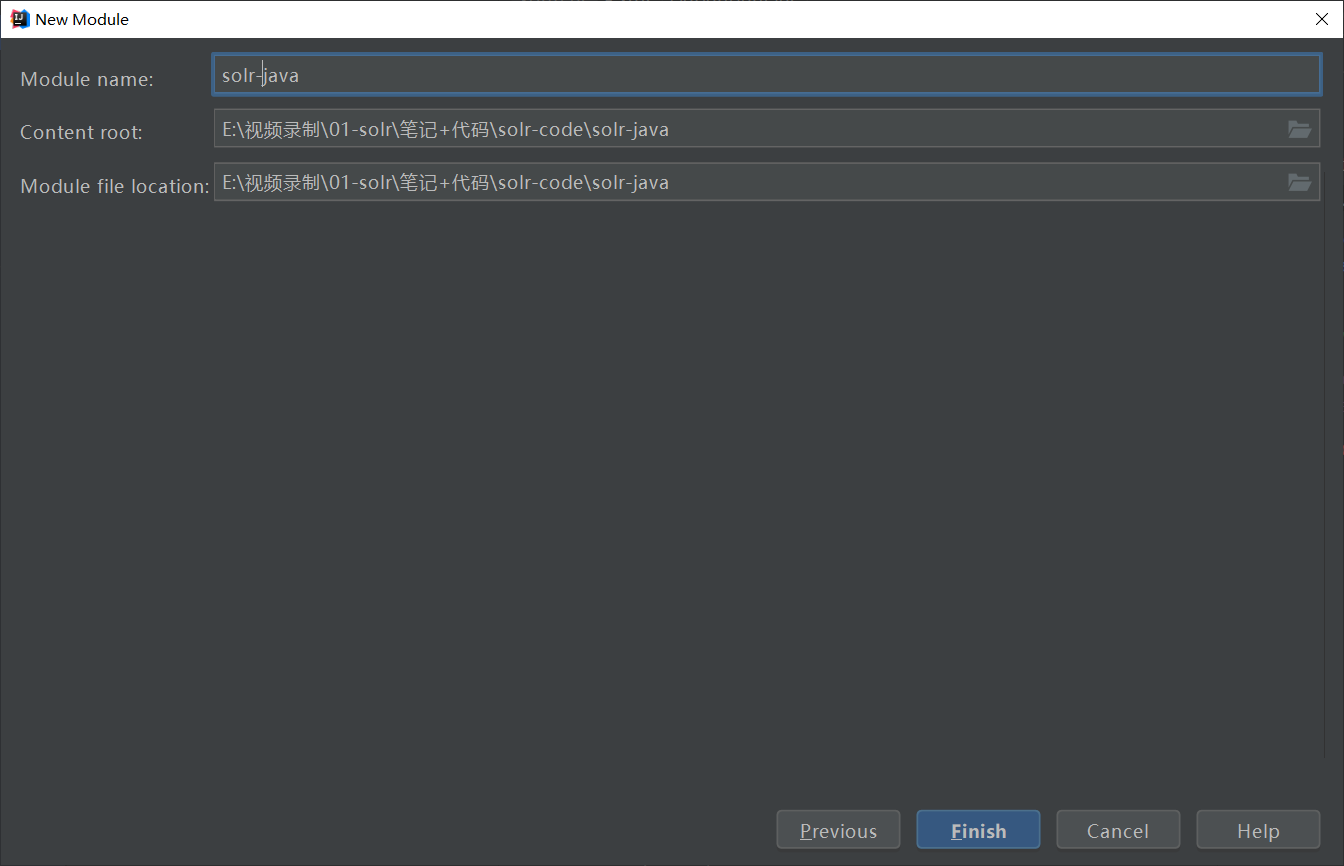 New Module
Module name: solr-java
Content root: E:\视频录制\01-solr\笔记+代码\solr-code\solr-java
Module file location: E:\视频录制\01-solr\笔记+代码\solr-code\solr-java
Previous Finish Cancel Help